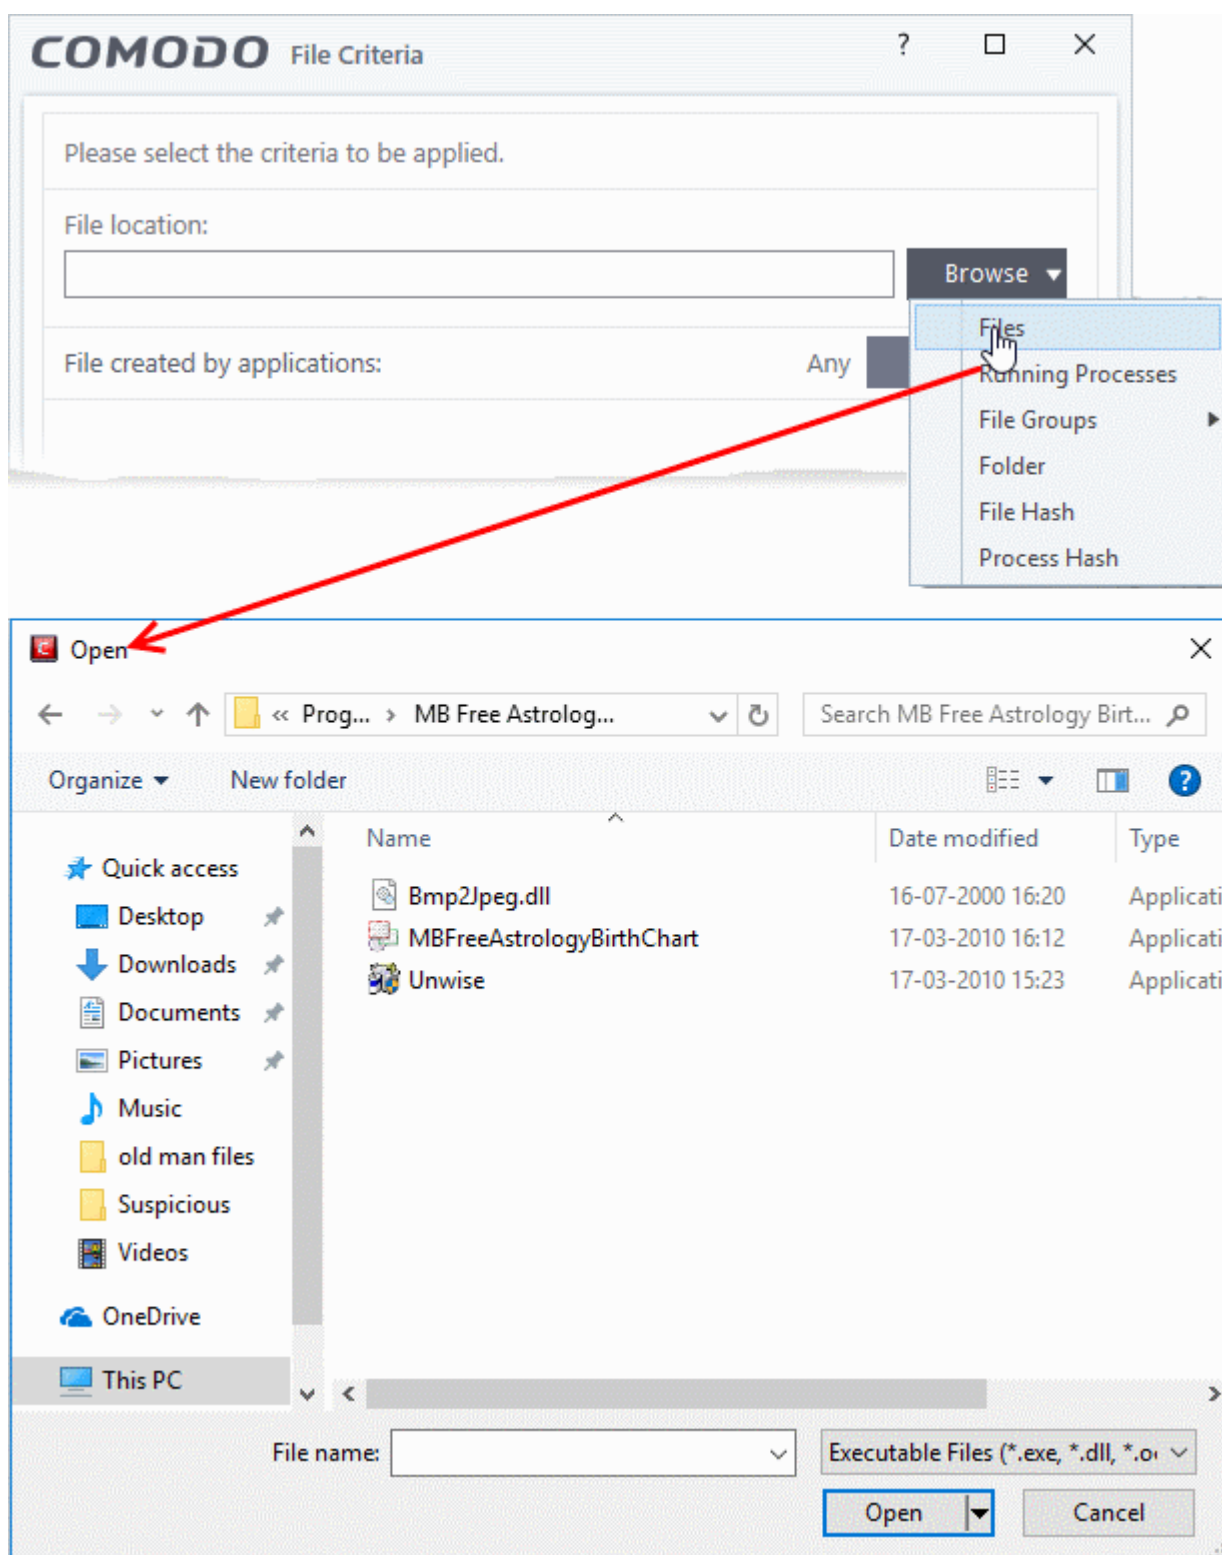 COMODO File Criteria
Please select the criteria to be applied.
File location:
Browse
Files
File created by applications:
Any
Running Processes
File Groups
Folder
File Hash
Process Hash
Open
« Prog... > MB Free Astrolog...
Search MB Free Astrology Birt...
Organize
New folder
Name
Date modified
Type
Quick access
Desktop
Downloads
Documents
Pictures
Music
old man files
Suspicious
Videos
OneDrive
This PC
Bmp2Jpeg.dll 16-07-2000 16:20 Applicati
MBFreeAstrologyBirthChart 17-03-2010 16:12 Applicati
Unwise 17-03-2010 15:23 Applicati
File name:
Executable Files (*.exe, *.dll, *.o
Open
Cancel